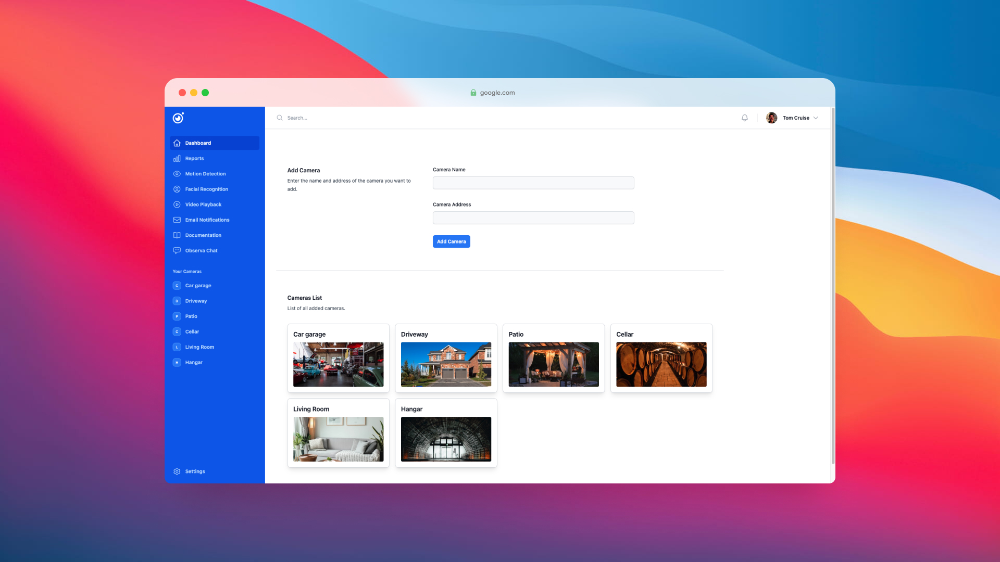 google.com
Search...
Tom Cruise
Dashboard
Reports
Motion Detection
Facial Recognition
Video Playback
Email Notifications
Documentation
Observa Chat
Your Cameras
C Car garage
D Driveway
P Patio
C Cellar
L Living Room
H Hangar
Settings
Add Camera
Enter the name and address of the camera you want to
add.
Camera Name
Camera Address
Add Camera
Cameras List
List of all added cameras.
Car garage
Driveway
Patio
Cellar
Living Room
Hangar